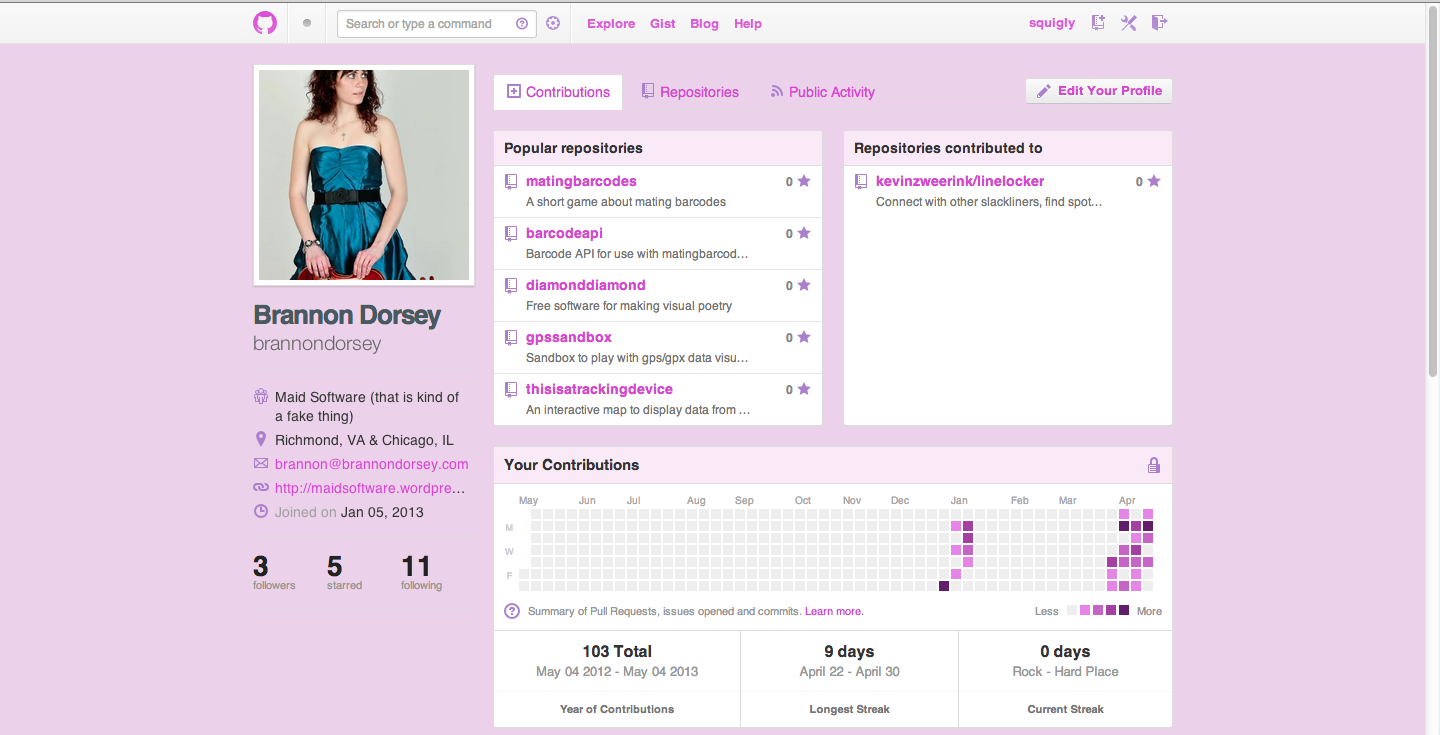 Search or type a command
Explore Gist Blog Help
squigly
Contributions Repositories Public Activity
Edit Your Profile
Brannon Dorsey
brannondorsey
Maid Software (that is kind of
a fake thing)
Richmond, VA & Chicago, IL
brannon@brannondorsey.com
http://maidsoftware.wordpre…
Joined on Jan 05, 2013
3 5 11
followers starred following
Popular repositories
matingbarcodes 0
A short game about mating barcodes
barcodeapi 0
Barcode API for use with matingbarcod…
diamonddiamond 0
Free software for making visual poetry
gpssandbox 0
Sandbox to play with gps/gpx data visu…
thisisatrackingdevice 0
An interactive map to display data from …
Repositories contributed to
kevinzweerink/linelocker 0
Connect with other slackliners, find spot…
Your Contributions
May Jun Jul Aug Sep Oct Nov Dec Jan Feb Mar Apr
M
W
F
Summary of Pull Requests, issues opened and commits. Learn more.
Less More
103 Total 9 days 0 days
May 04 2012 - May 04 2013 April 22 - April 30 Rock - Hard Place
Year of Contributions Longest Streak Current Streak